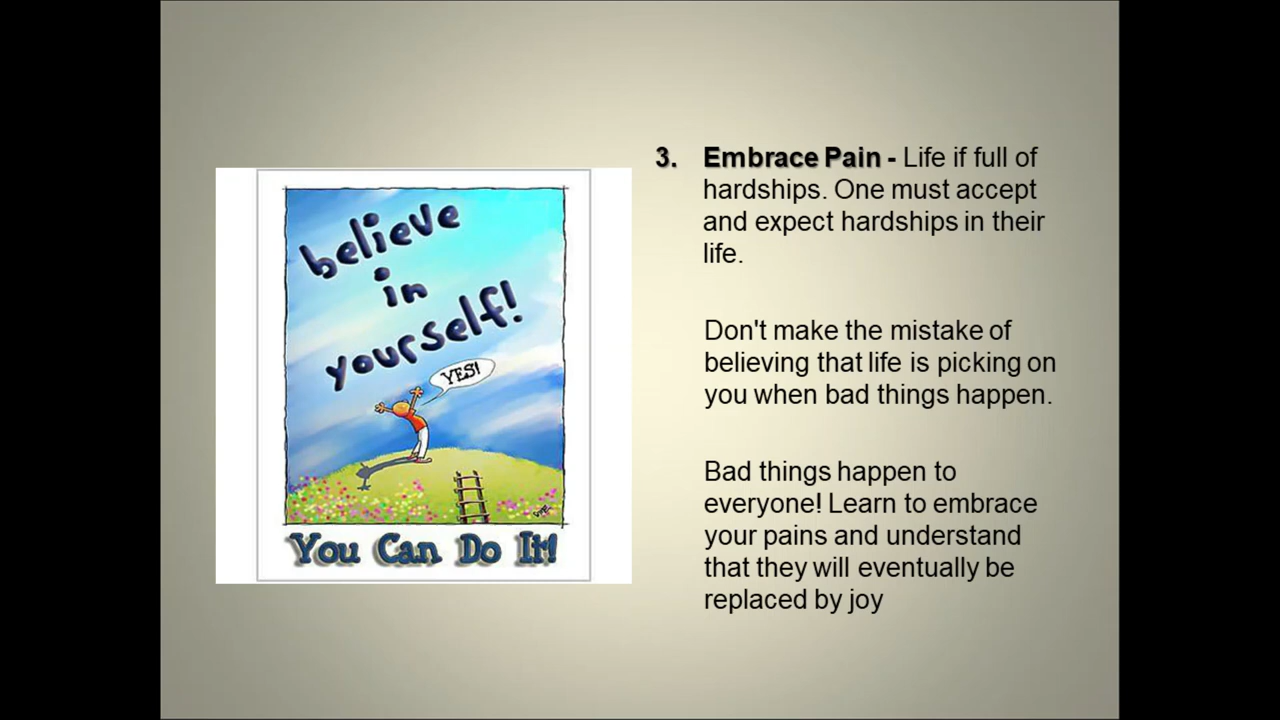 believe
in
yourself!
YES!
You Can Do It!
3. Embrace Pain - Life if full of
hardships. One must accept
and expect hardships in their
life.
Don't make the mistake of
believing that life is picking on
you when bad things happen.
Bad things happen to
everyone! Learn to embrace
your pains and understand
that they will eventually be
replaced by joy